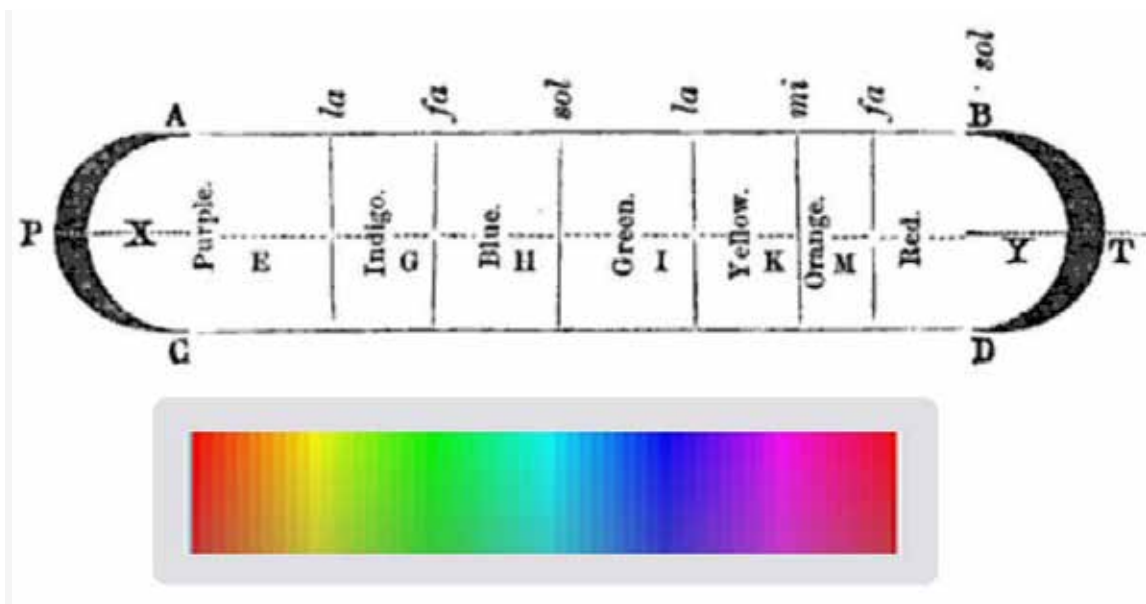 sol
la fa sol la mi fa
A B
Purple. Indigo. Blue. Green. Yellow. Orange. Red.
P X E G H I K M Y T
C D